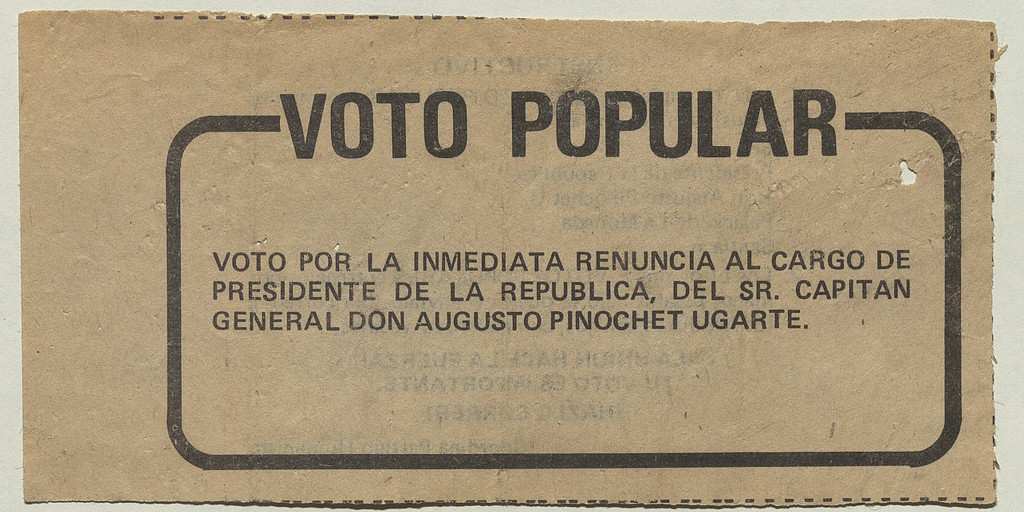 VOTO POPULAR
VOTO POR LA INMEDIATA RENUNCIA AL CARGO DE
PRESIDENTE DE LA REPUBLICA, DEL SR. CAPITAN
GENERAL DON AUGUSTO PINOCHET UGARTE.